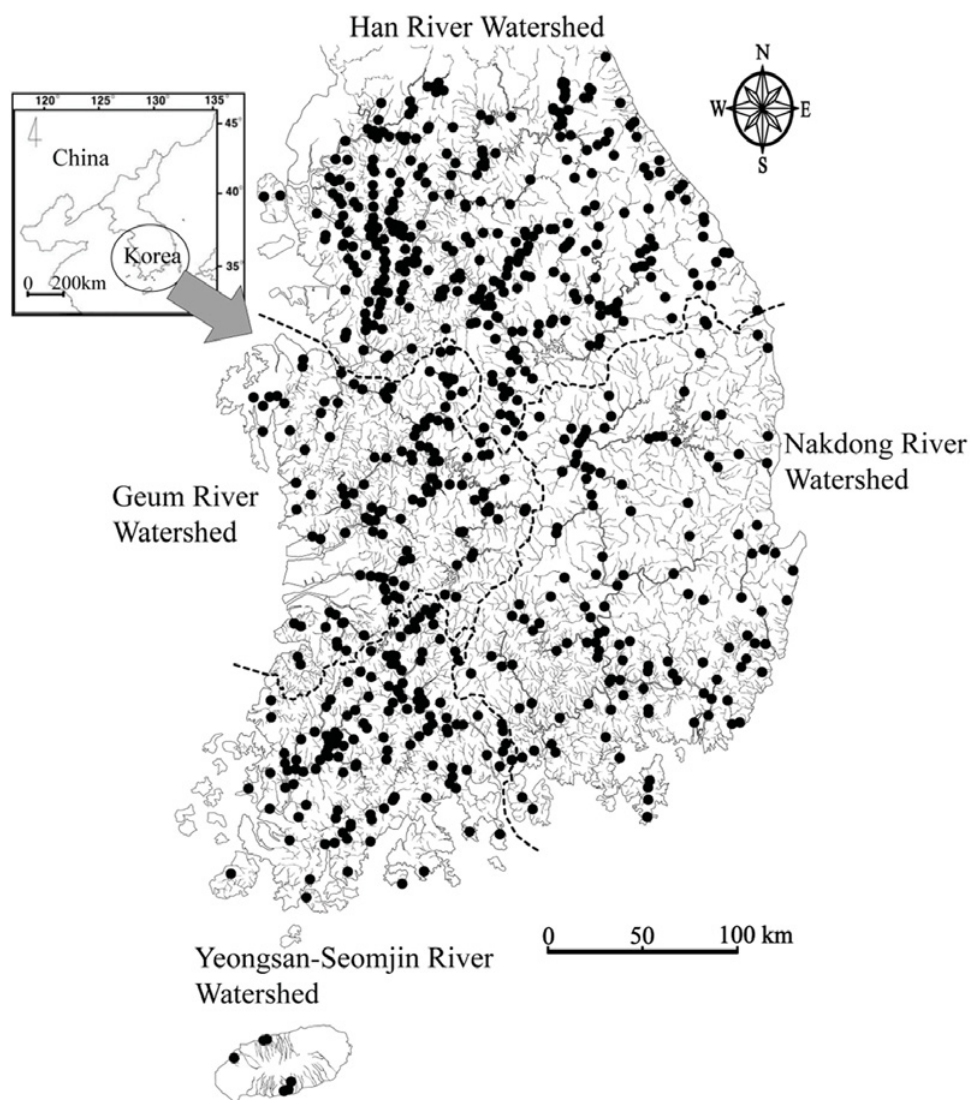 Han River Watershed
120° 125° 130° 135°
45°
China
40°
Korea
35°
0 200km
N
W E
S
Nakdong River
Watershed
Geum River
Watershed
0 50 100 km
Yeongsan-Seomjin River
Watershed